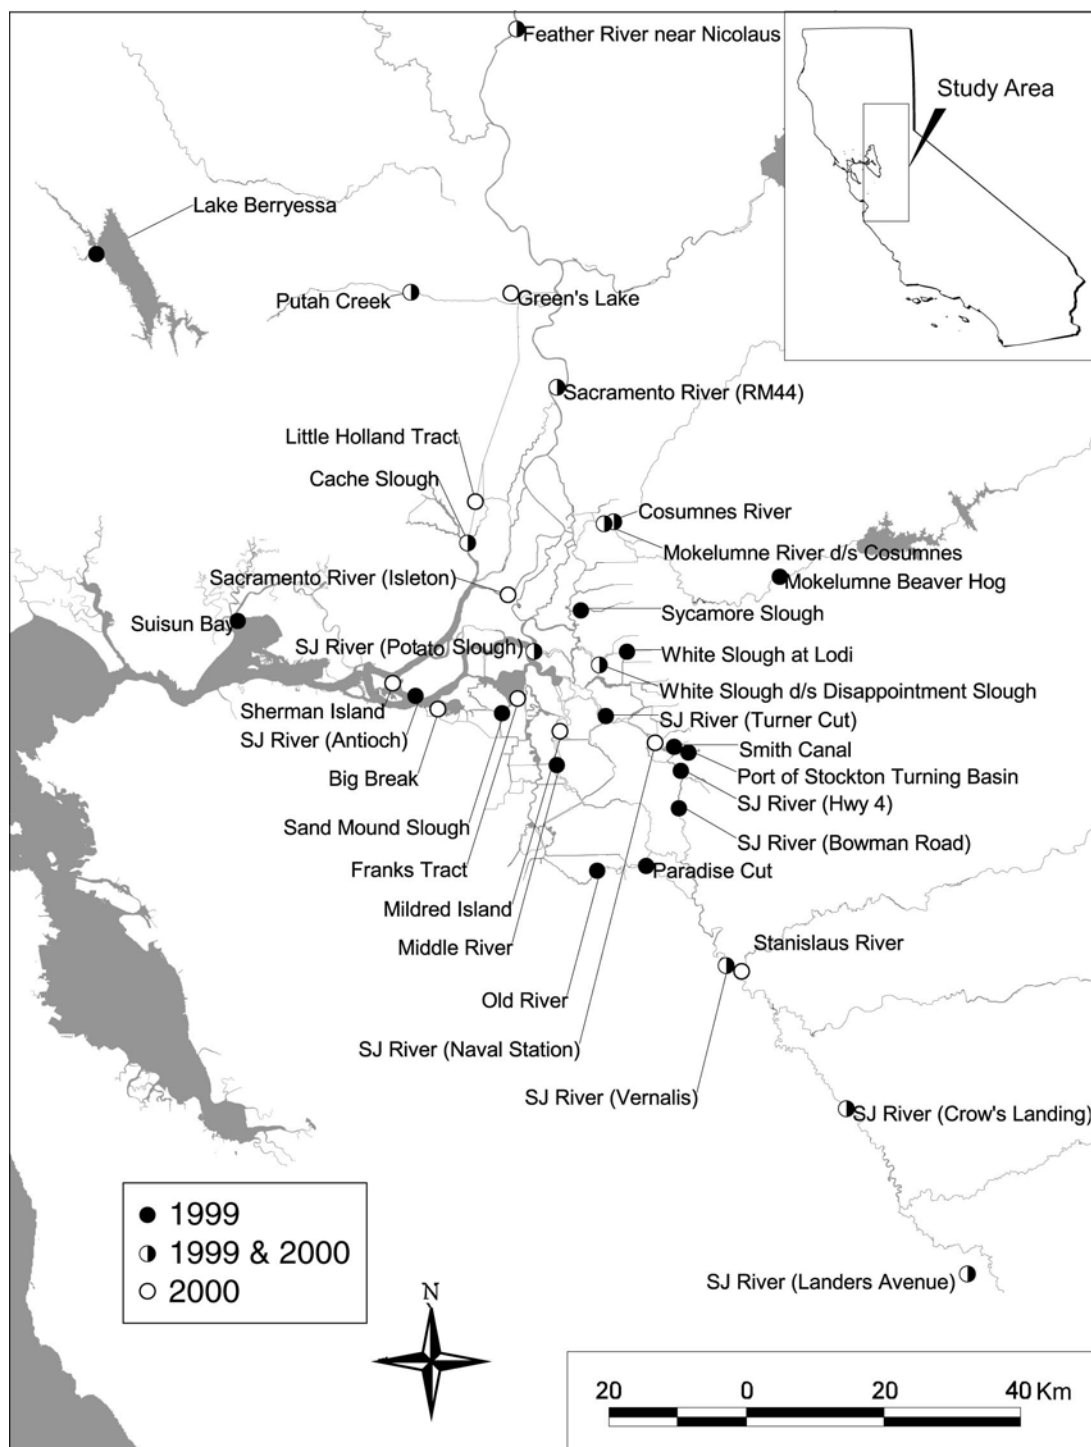 Feather River near Nicolaus
Study Area
Lake Berryessa
Putah Creek
Green's Lake
Sacramento River (RM44)
Little Holland Tract
Cache Slough
Cosumnes River
Mokelumne River d/s Cosumnes
Sacramento River (Isleton)
Mokelumne Beaver Hog
Suisun Bay
Sycamore Slough
SJ River (Potato Slough)
White Slough at Lodi
White Slough d/s Disappointment Slough
Sherman Island
SJ River (Turner Cut)
SJ River (Antioch)
Smith Canal
Big Break
Port of Stockton Turning Basin
SJ River (Hwy 4)
Sand Mound Slough
SJ River (Bowman Road)
Franks Tract
Paradise Cut
Mildred Island
Middle River
Stanislaus River
Old River
SJ River (Naval Station)
SJ River (Vernalis)
SJ River (Crow's Landing)
1999
1999 & 2000
2000
SJ River (Landers Avenue)
N
20 0 20 40 Km